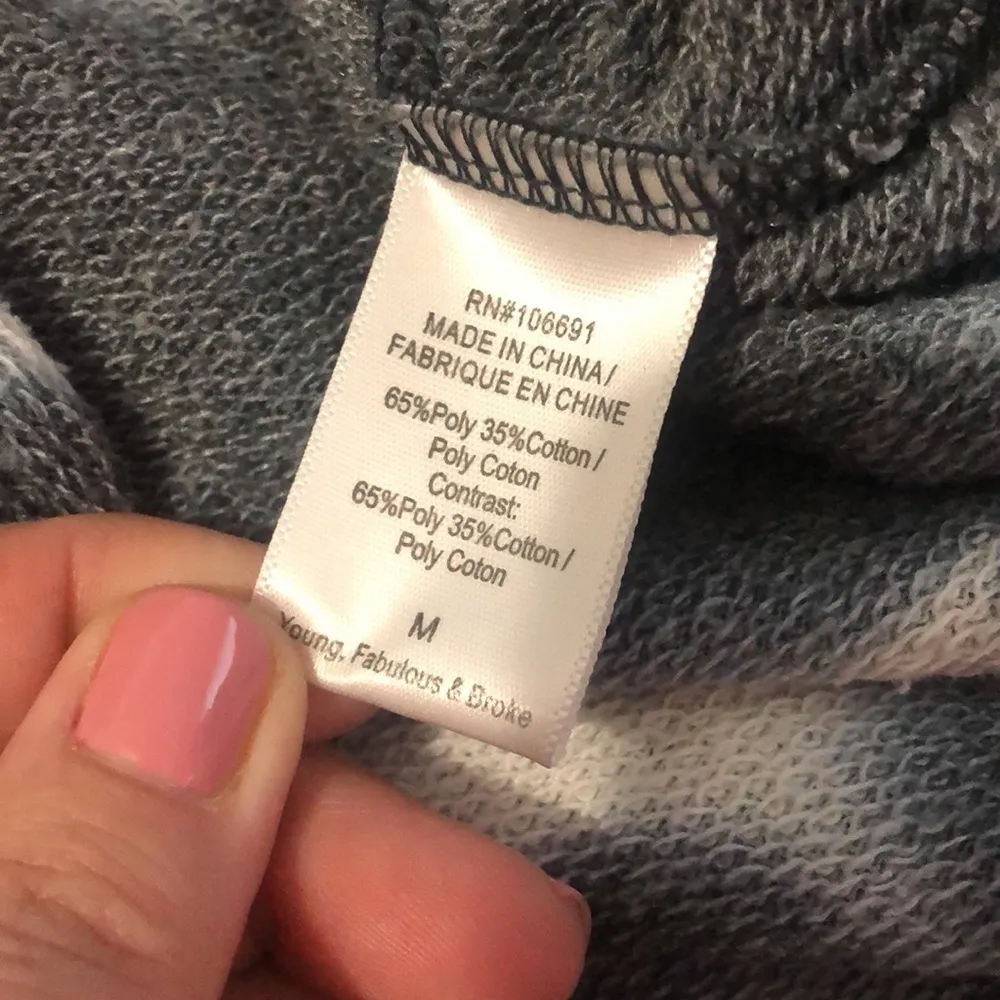 RN#106691
MADE IN CHINA/
FABRIQUE EN CHINE
65%Poly 35%Cotton /
Poly Coton
Contrast:
65%Poly 35%Cotton /
Poly Coton
M
Young, Fabulous & Broke